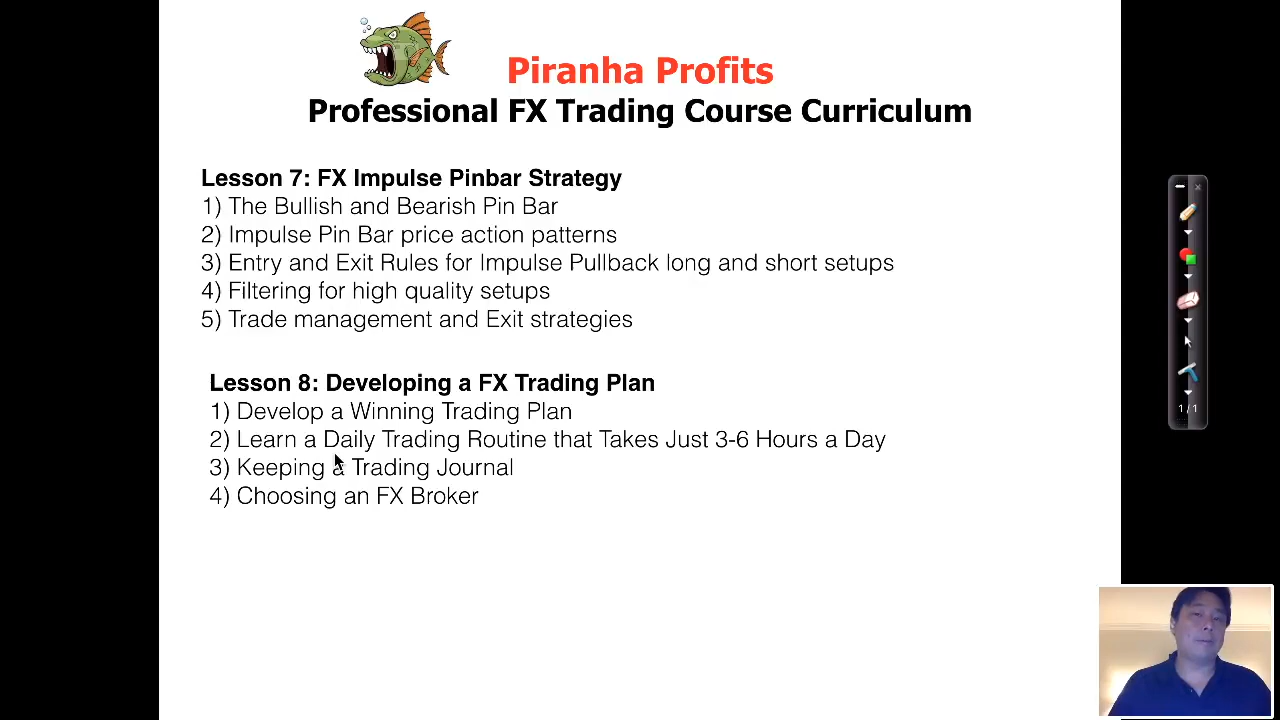 Piranha Profits
Professional FX Trading Course Curriculum
Lesson 7: FX Impulse Pinbar Strategy
1) The Bullish and Bearish Pin Bar
2) Impulse Pin Bar price action patterns
3) Entry and Exit Rules for Impulse Pullback long and short setups
4) Filtering for high quality setups
5) Trade management and Exit strategies
Lesson 8: Developing a FX Trading Plan
1) Develop a Winning Trading Plan
2) Learn a Daily Trading Routine that Takes Just 3-6 Hours a Day
3) Keeping a Trading Journal
4) Choosing an FX Broker
1/1